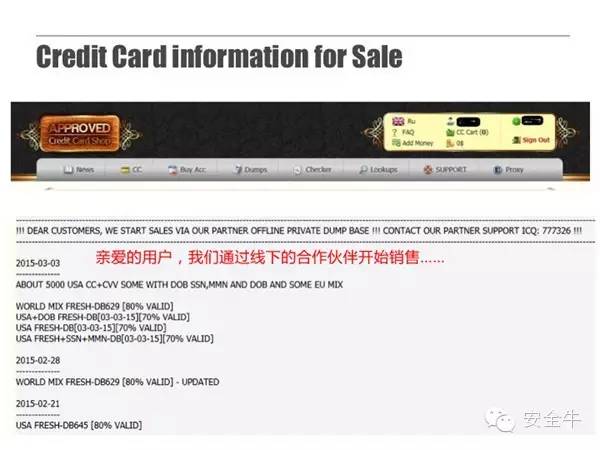 Credit Card information for Sale
APPROVED
Credit Card Shop
Ru
? FAQ
CC Cart (0)
Add Money
0$
Sign Out
News
CC
Buy Acc
Dumps
Checker
Lookups
SUPPORT
Proxy
!!! DEAR CUSTOMERS, WE START SALES VIA OUR PARTNER OFFLINE PRIVATE DUMP BASE !!! CONTACT OUR PARTNER SUPPORT ICQ: 777326 !!!
2015-03-03
亲爱的用户，我们通过线下的合作伙伴开始销售......
--------------
ABOUT 5000 USA CC+CVV SOME WITH DOB SSN,MMN AND DOB AND SOME EU MIX
WORLD MIX FRESH-DB629 [80% VALID]
USA+DOB FRESH-DB[03-03-15][70% VALID]
USA FRESH-DB[03-03-15][70% VALID]
USA FRESH+SSN+MMN-DB[03-03-15][70% VALID]
2015-02-28
--------------
WORLD MIX FRESH-DB629 [80% VALID] - UPDATED
2015-02-21
--------------
USA FRESH-DB645 [80% VALID]
安全牛